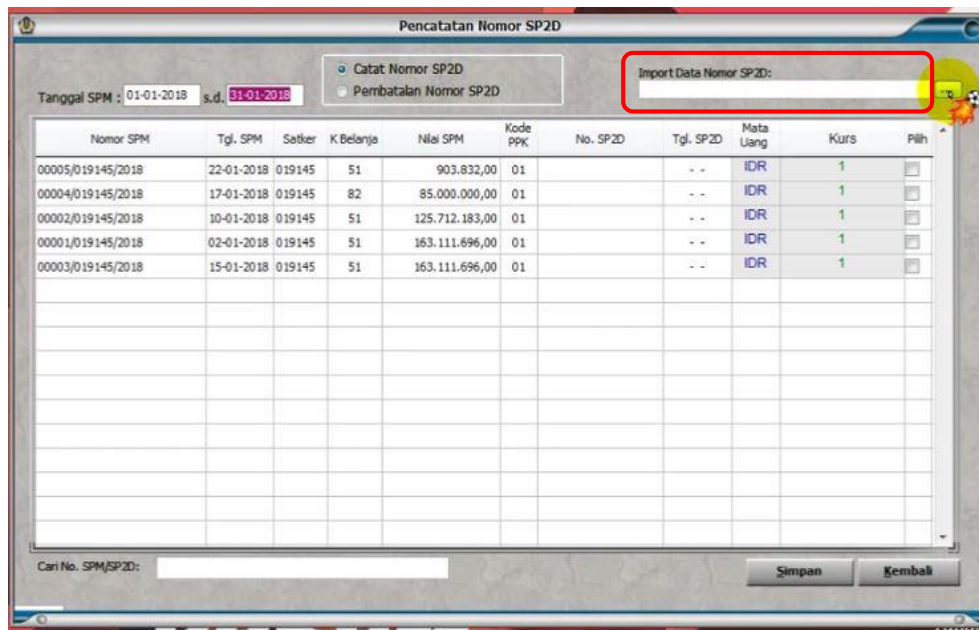 Pencatatan Nomor SP2D
Catat Nomor SP2D
Pembatalan Nomor SP2D
Import Data Nomor SP2D:
Tanggal SPM : 01-01-2018 s.d. 31-01-2018
Nomor SPM Tgl. SPM Satker K Belanja Nilai SPM Kode PPK No. SP2D Tgl. SP2D Mata Uang Kurs Pilih
00005/019145/2018 22-01-2018 019145 51 903.832,00 01 - - IDR 1
00004/019145/2018 17-01-2018 019145 82 85.000.000,00 01 - - IDR 1
00002/019145/2018 10-01-2018 019145 51 125.712.183,00 01 - - IDR 1
00001/019145/2018 02-01-2018 019145 51 163.111.696,00 01 - - IDR 1
00003/019145/2018 15-01-2018 019145 51 163.111.696,00 01 - - IDR 1
Cari No. SPM/SP2D:
Simpan Kembali